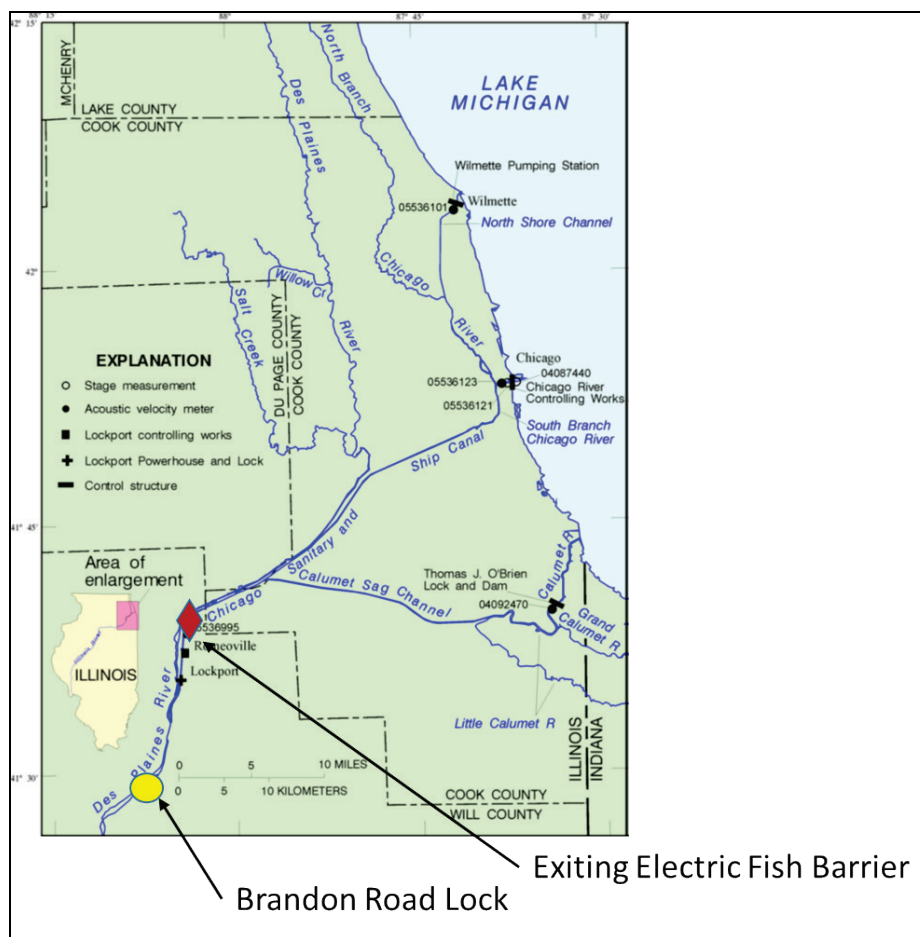 42° 15'
88° 15'
88°
87° 45'
87° 30'
MCHENRY
LAKE COUNTY
COOK COUNTY
North Branch
Des Plaines
LAKE
MICHIGAN
Wilmette Pumping Station
05536101
Wilmette
North Shore Channel
42°
Willow Cr
Chicago
Salt Creek
River
River
DU PAGE COUNTY
COOK COUNTY
EXPLANATION
Stage measurement
Acoustic velocity meter
Lockport controlling works
Lockport Powerhouse and Lock
Control structure
Chicago
04087440
05536123
Chicago River
Controlling Works
05536121
South Branch
Chicago River
Ship Canal
41° 45'
Sanitary and
Chicago
Area of
enlargement
Calumet Sag Channel
Thomas J. O'Brien
Lock and Dam
04092470
Calumet R
Grand
Calumet R
5536995
Romeoville
Lockport
Illinois River
ILLINOIS
Des Plaines River
Little Calumet R
ILLINOIS
INDIANA
41° 30'
0 5 10 MILES
0 5 10 KILOMETERS
COOK COUNTY
WILL COUNTY
Exiting Electric Fish Barrier
Brandon Road Lock